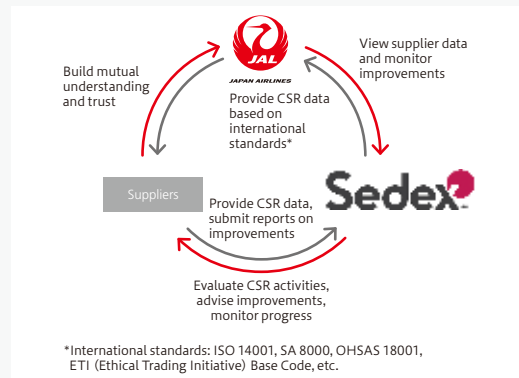 JAL
JAPAN AIRLINES
Build mutual
understanding
and trust
View supplier data
and monitor
improvements
Provide CSR data
based on
international
standards*
Suppliers
Sedex
Provide CSR data,
submit reports on
improvements
Evaluate CSR activities,
advise improvements,
monitor progress
*International standards: ISO 14001, SA 8000, OHSAS 18001,
ETI (Ethical Trading Initiative) Base Code, etc.